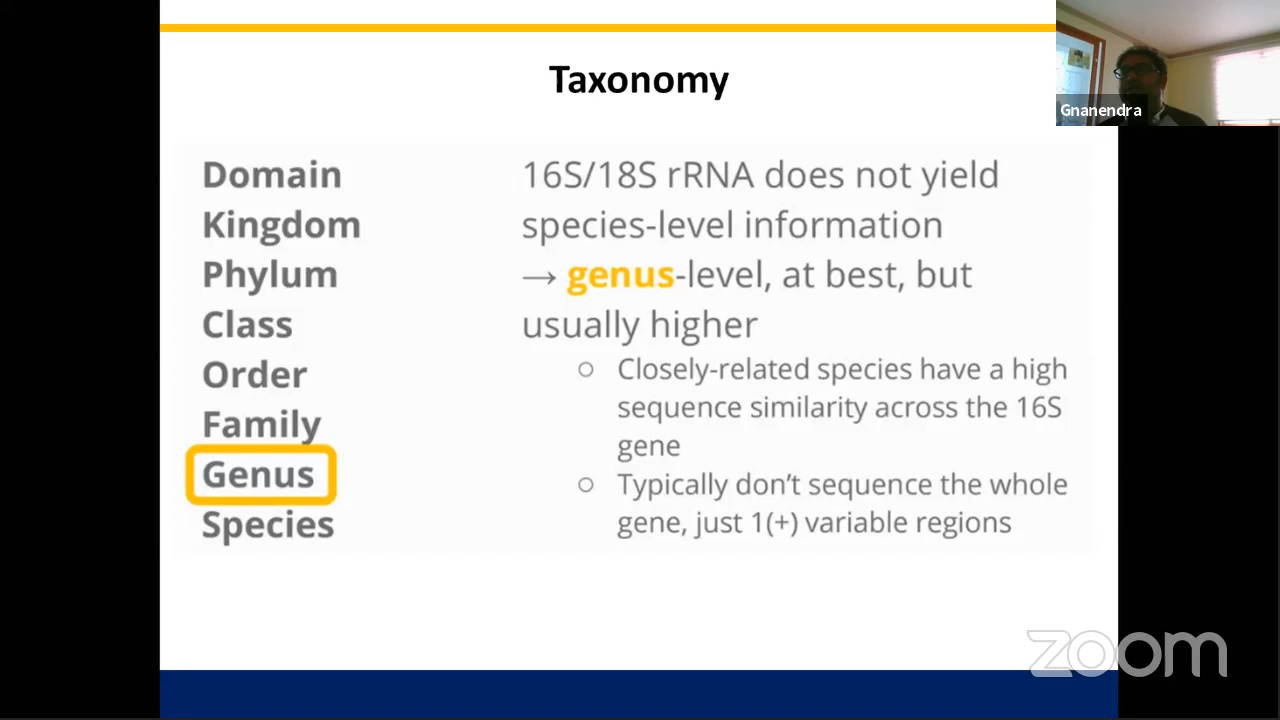 Taxonomy
Gnanendra
Domain
Kingdom
Phylum
Class
Order
Family
Genus
Species
16S/18S rRNA does not yield
species-level information
→ genus-level, at best, but
usually higher
○ Closely-related species have a high
sequence similarity across the 16S
gene
○ Typically don't sequence the whole
gene, just 1(+) variable regions
zoom